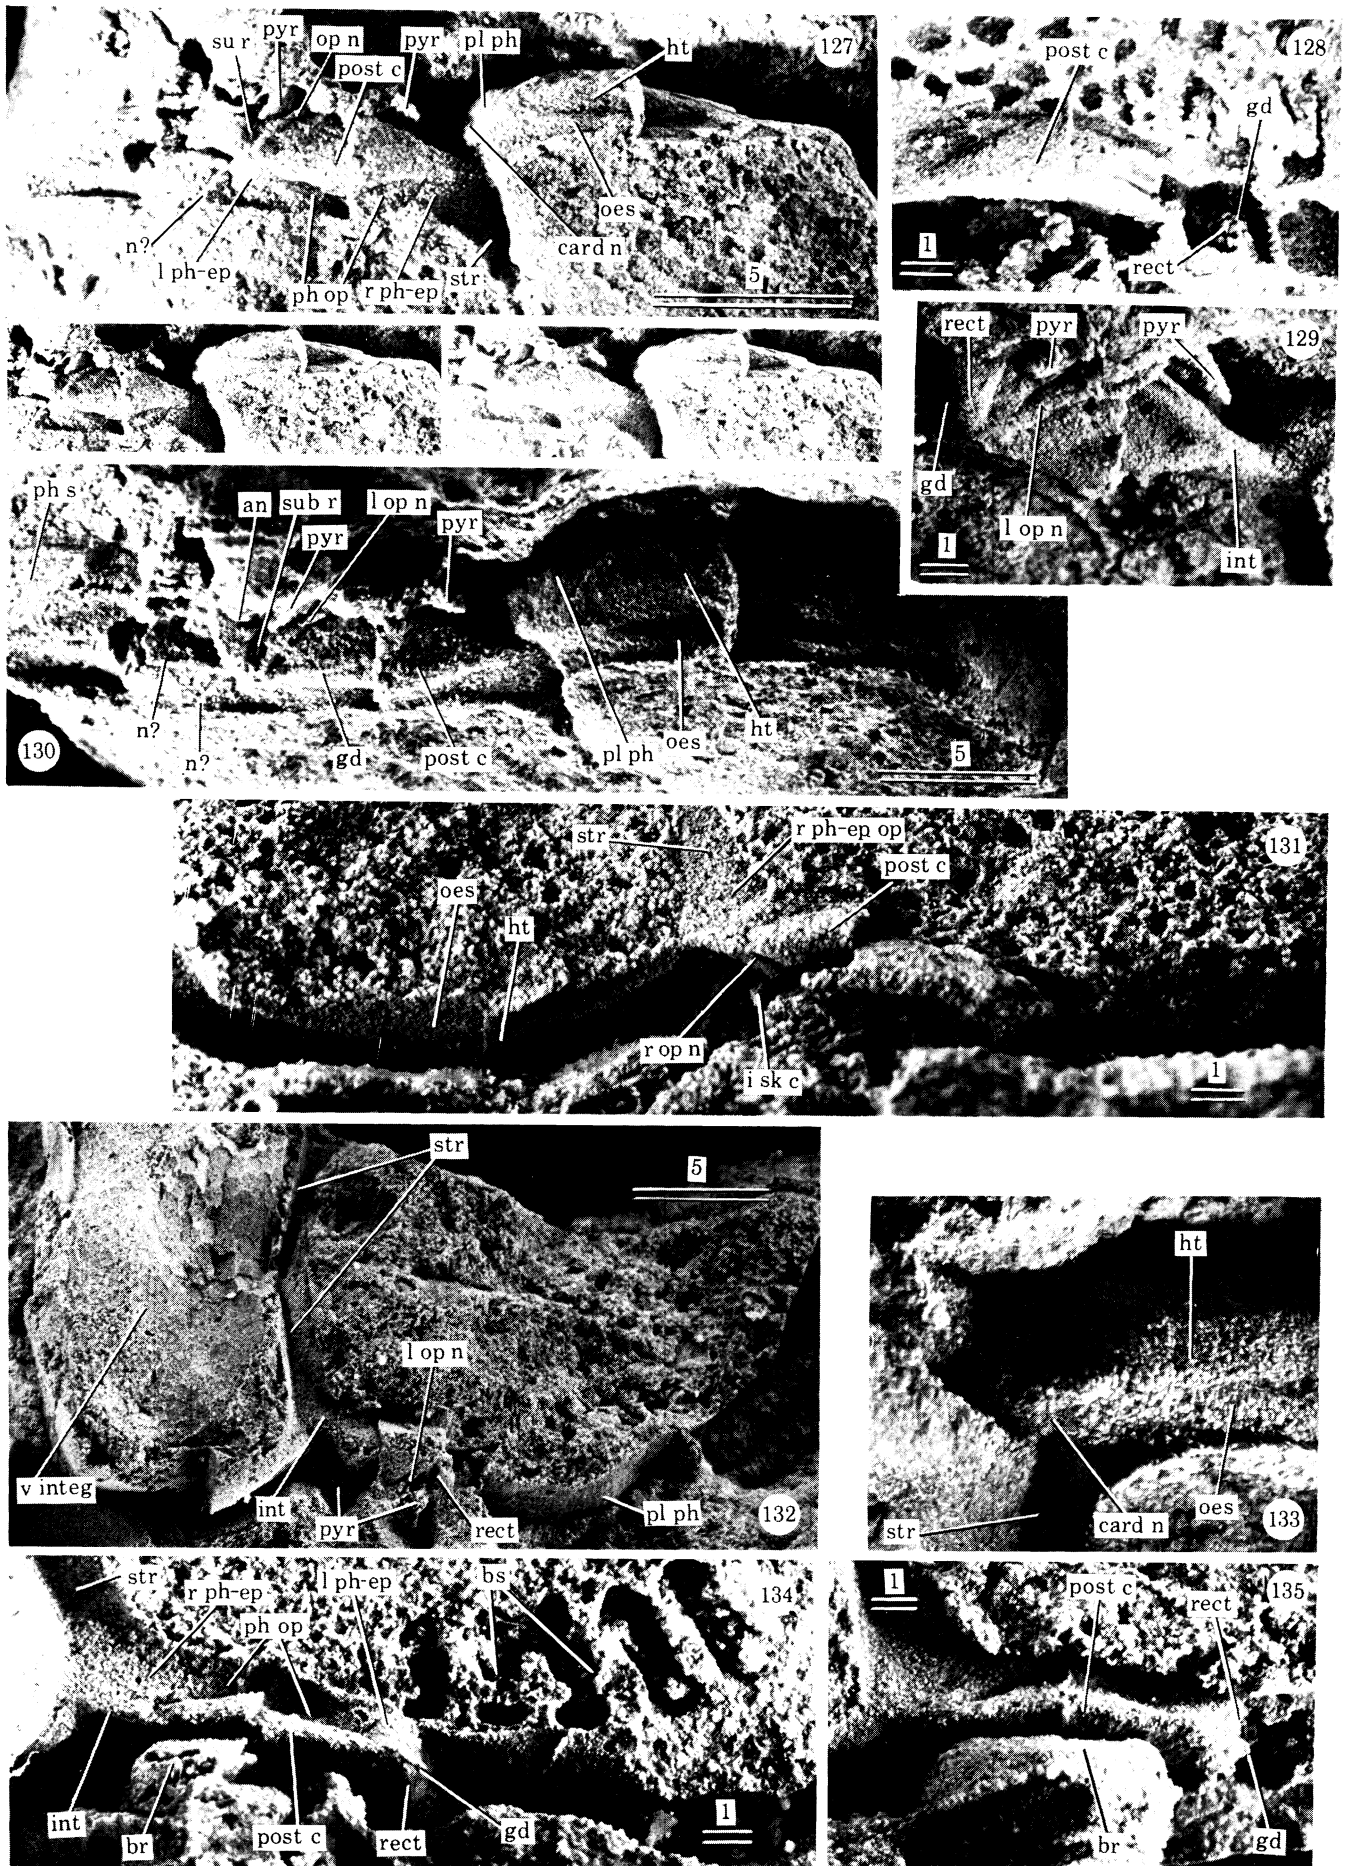 su r
pyr
op n
post c
pyr
pl ph
ht
127
n?
l ph-ep
ph op
r ph-ep
str
card n
oes
5
post c
128
gd
1
rect
rect
pyr
pyr
129
gd
l op n
1
int
ph s
an
sub r
pyr
l op n
pyr
130
n?
n?
gd
post c
pl ph
oes
ht
5
str
r ph-ep op
post c
131
oes
ht
r op n
i sk c
1
str
5
l op n
v integ
int
pyr
rect
pl ph
132
ht
str
card n
oes
133
str
r ph-ep
l ph-ep
ph op
bs
134
int
br
post c
rect
gd
1
1
post c
rect
135
br
gd